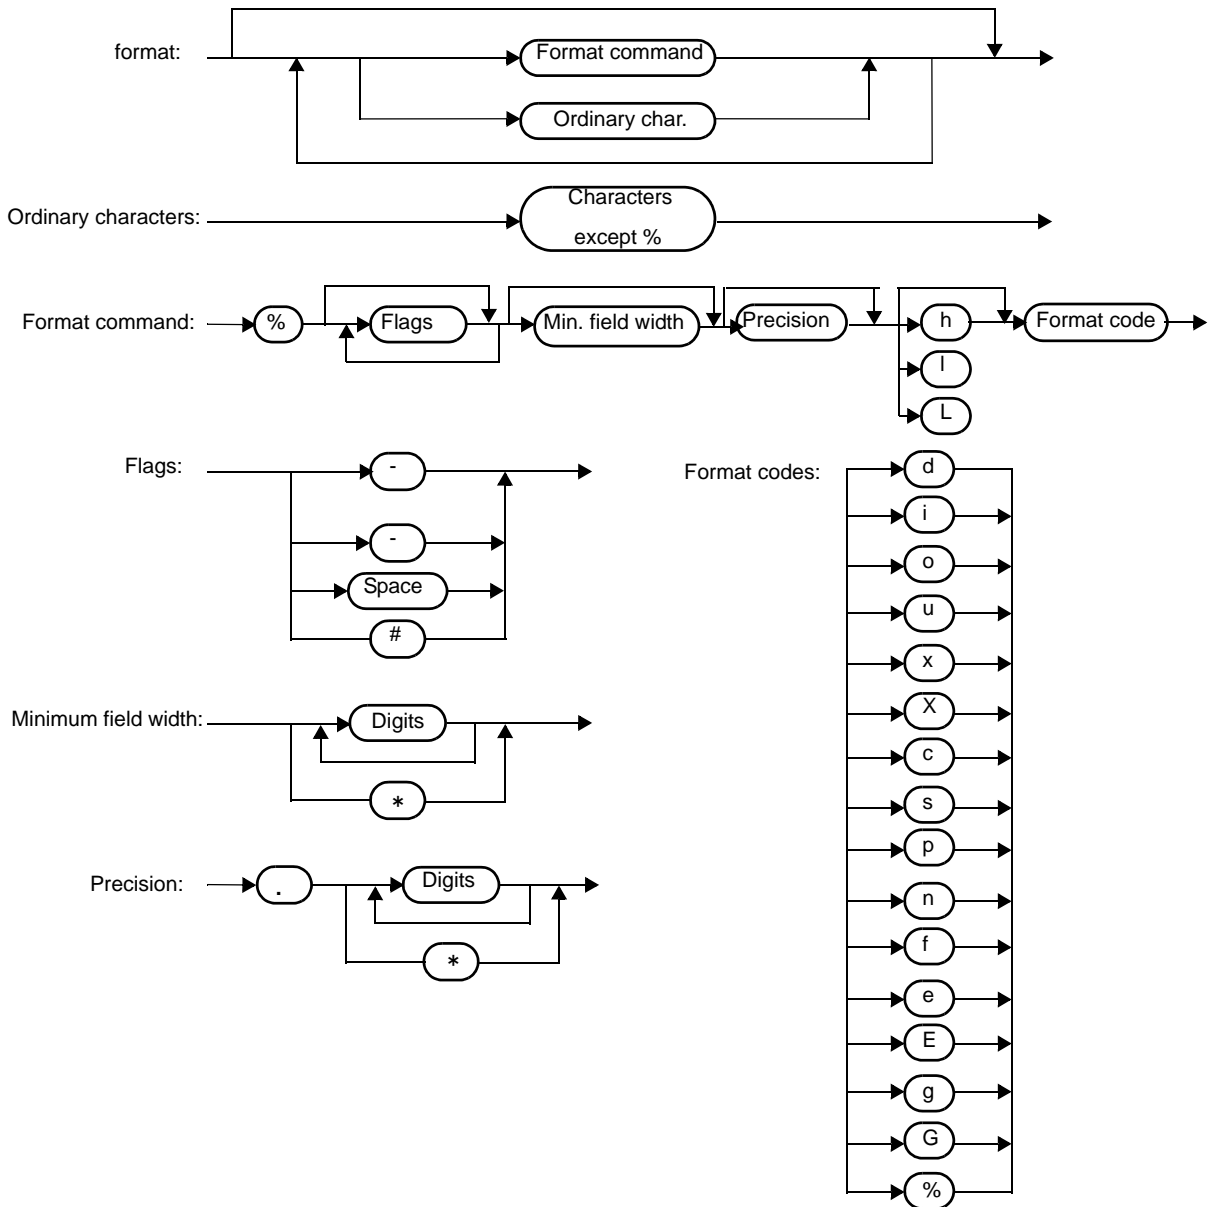 format:
Format command
Ordinary char.
Ordinary characters:
Characters
except %
Format command:
%
Flags
Min. field width
Precision
h
Format code
l
L
Flags:
-
-
Space
#
Minimum field width:
Digits
*
Precision:
.
Digits
*
Format codes:
d
i
o
u
x
X
c
s
p
n
f
e
E
g
G
%